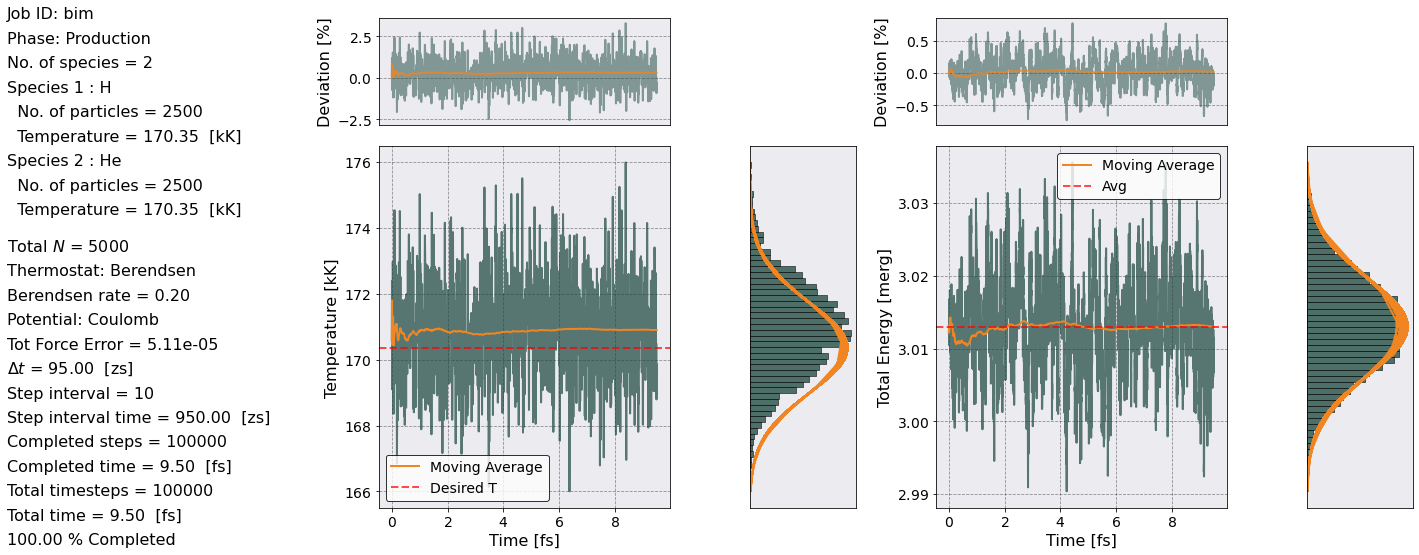 Job ID: bim
Phase: Production
No. of species = 2
Species 1 : H
No. of particles = 2500
Temperature = 170.35 [kK]
Species 2 : He
No. of particles = 2500
Temperature = 170.35 [kK]
Total N = 5000
Thermostat: Berendsen
Berendsen rate = 0.20
Potential: Coulomb
Tot Force Error = 5.11e-05
Δt = 95.00 [zs]
Step interval = 10
Step interval time = 950.00 [zs]
Completed steps = 100000
Completed time = 9.50 [fs]
Total timesteps = 100000
Total time = 9.50 [fs]
100.00 % Completed
Deviation [%]
2.5
0.0
−2.5
Temperature [kK]
176
174
172
170
168
166
Moving Average
Desired T
0 2 4 6 8
Time [fs]
Deviation [%]
0.5
0.0
−0.5
Total Energy [merg]
3.03
3.02
3.01
3.00
2.99
Moving Average
Avg
0 2 4 6 8
Time [fs]